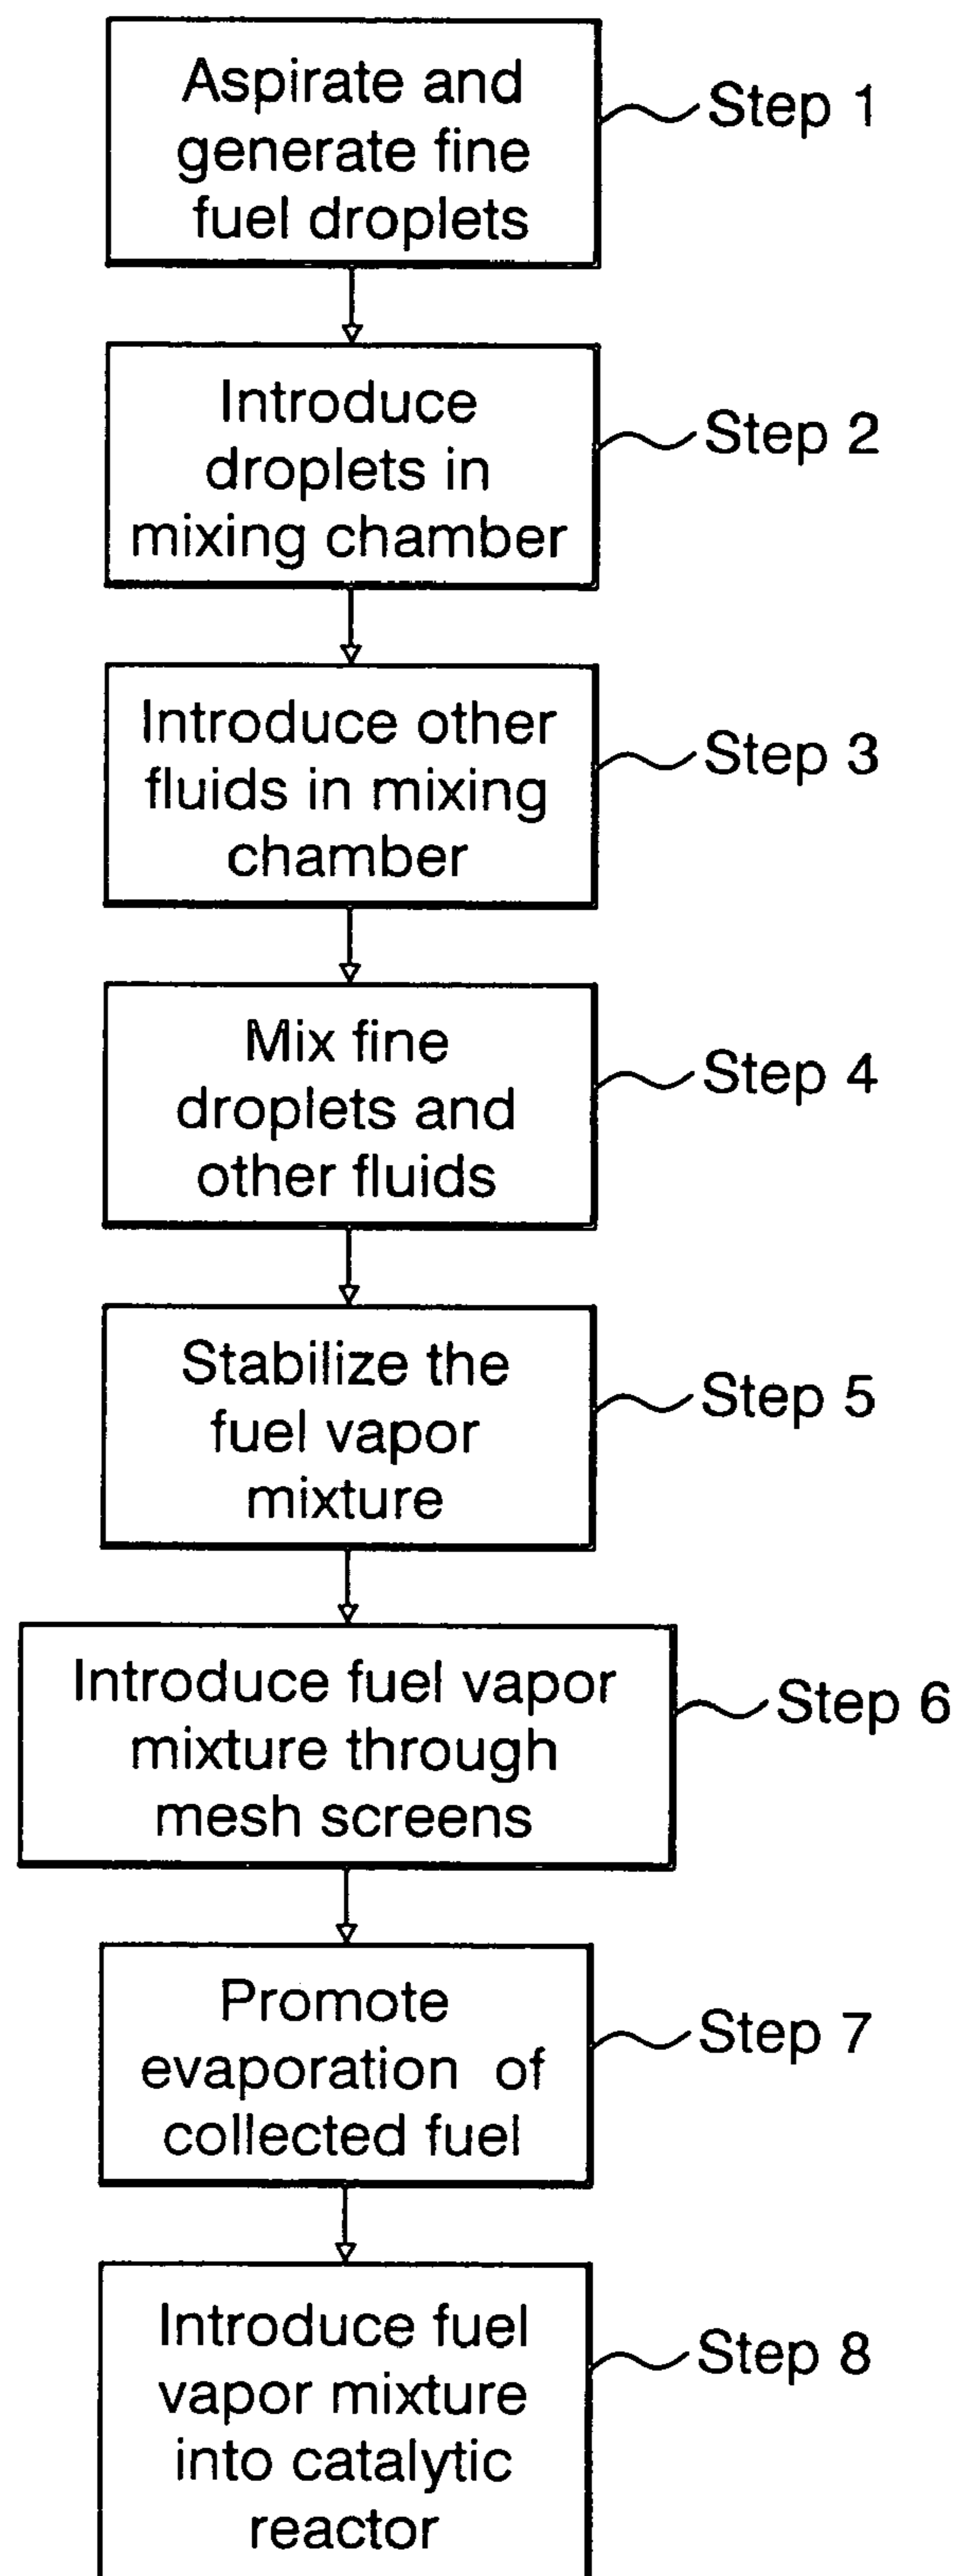 Aspirate and
generate fine
fuel droplets
Step 1
Introduce
droplets in
mixing chamber
Step 2
Introduce other
fluids in mixing
chamber
Step 3
Mix fine
droplets and
other fluids
Step 4
Stabilize the
fuel vapor
mixture
Step 5
Introduce fuel vapor
mixture through
mesh screens
Step 6
Promote
evaporation of
collected fuel
Step 7
Introduce fuel
vapor mixture
into catalytic
reactor
Step 8